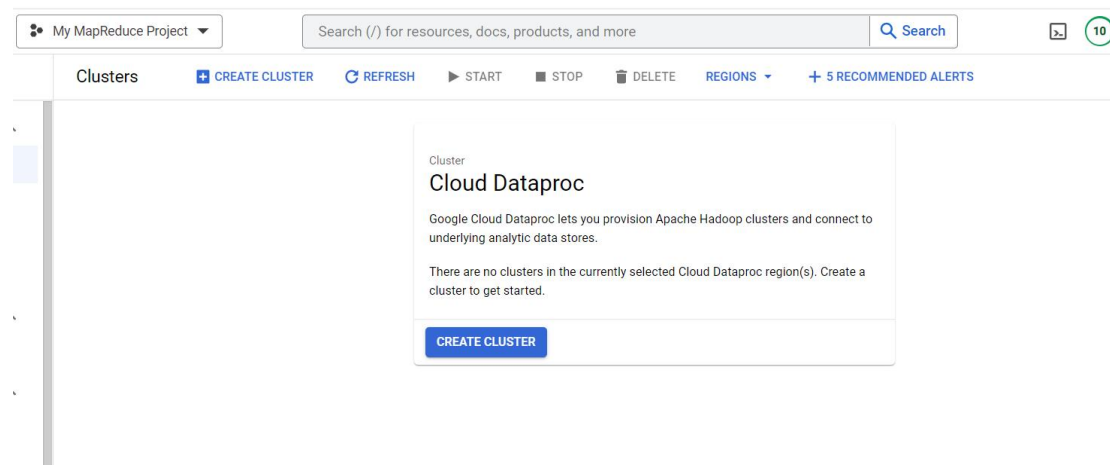 My MapReduce Project
Search (/) for resources, docs, products, and more
Search
10
Clusters
CREATE CLUSTER
REFRESH
START
STOP
DELETE
REGIONS
5 RECOMMENDED ALERTS
Cluster
Cloud Dataproc
Google Cloud Dataproc lets you provision Apache Hadoop clusters and connect to
underlying analytic data stores.
There are no clusters in the currently selected Cloud Dataproc region(s). Create a
cluster to get started.
CREATE CLUSTER